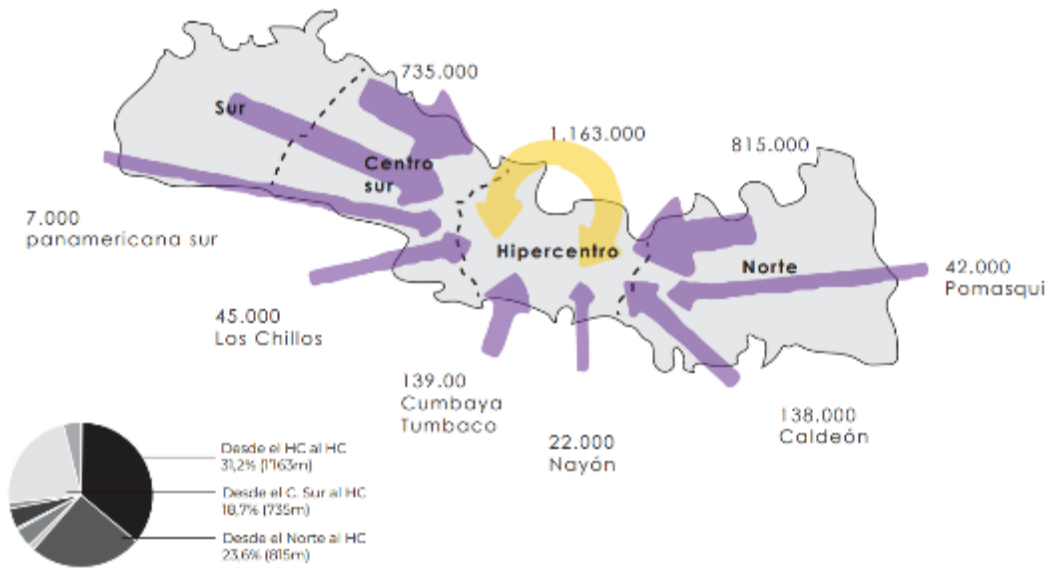 735.000
Sur
1.163.000
815.000
Centro
sur
7.000
panamericana sur
Hipercentro
Norte
42.000
Pomasqui
45.000
Los Chillos
139.00
Cumbaya
Tumbaco
22.000
Nayón
138.000
Caldeón
Desde el HC al HC
31,2% (1'163m)
Desde el C. Sur al HC
18,7% (735m)
Desde el Norte al HC
23,6% (815m)